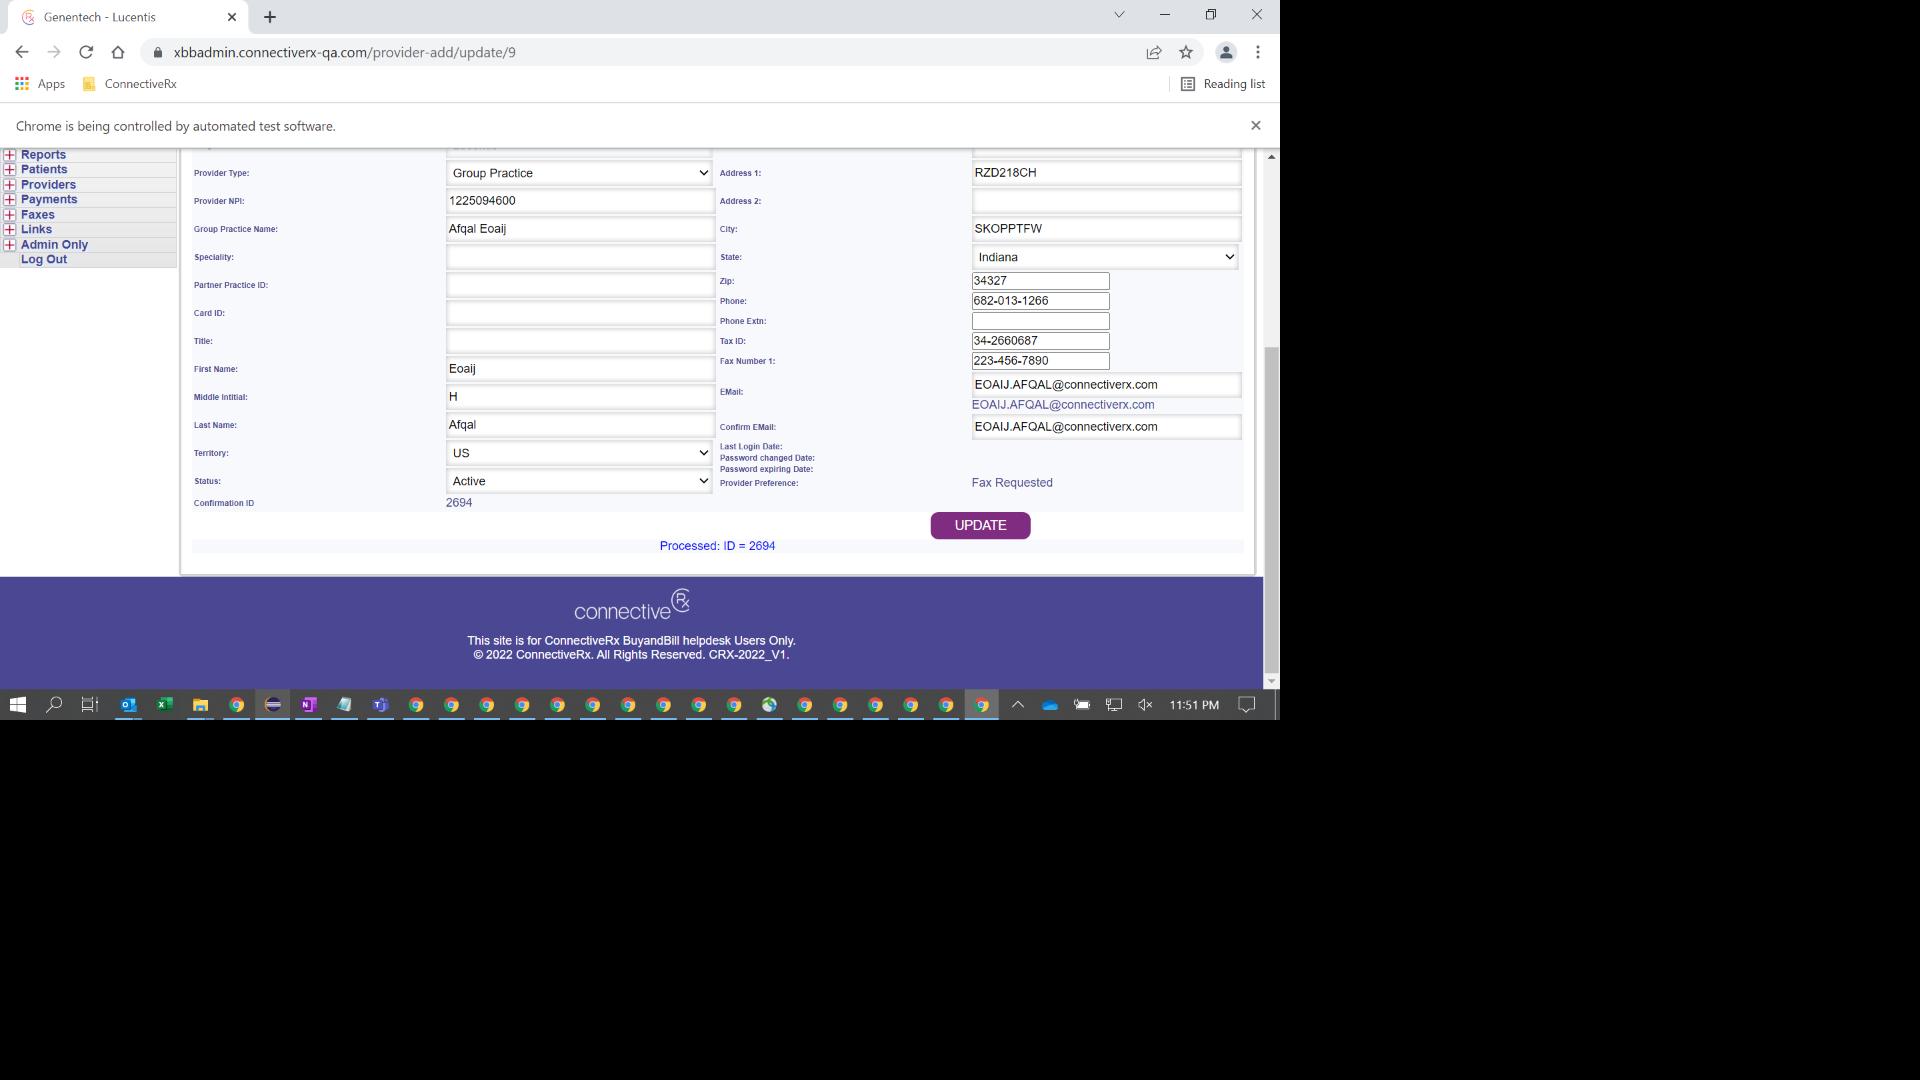 Genentech - Lucentis
xbbadmin.connectiverx-qa.com/provider-add/update/9
Apps
ConnectiveRx
Reading list
Chrome is being controlled by automated test software.
Reports
Patients
Providers
Payments
Faxes
Links
Admin Only
Log Out
Provider Type: Group Practice Address 1: RZD218CH
Provider NPI: 1225094600 Address 2:
Group Practice Name: Afqal Eoaij City: SKOPPTFW
Speciality: State: Indiana
Partner Practice ID: Zip: 34327
Phone: 682-013-1266
Card ID: Phone Extn:
Title: Tax ID: 34-2660687
First Name: Eoaij Fax Number 1: 223-456-7890
Middle Intitial: H EMail: EOAIJ.AFQAL@connectiverx.com
EOAIJ.AFQAL@connectiverx.com
Last Name: Afqal Confirm EMail: EOAIJ.AFQAL@connectiverx.com
Territory: US Last Login Date:
Password changed Date:
Password expiring Date:
Status: Active Provider Preference: Fax Requested
Confirmation ID 2694
UPDATE
Processed: ID = 2694
connective Rx
This site is for ConnectiveRx BuyandBill helpdesk Users Only.
© 2022 ConnectiveRx. All Rights Reserved. CRX-2022_V1.
11:51 PM